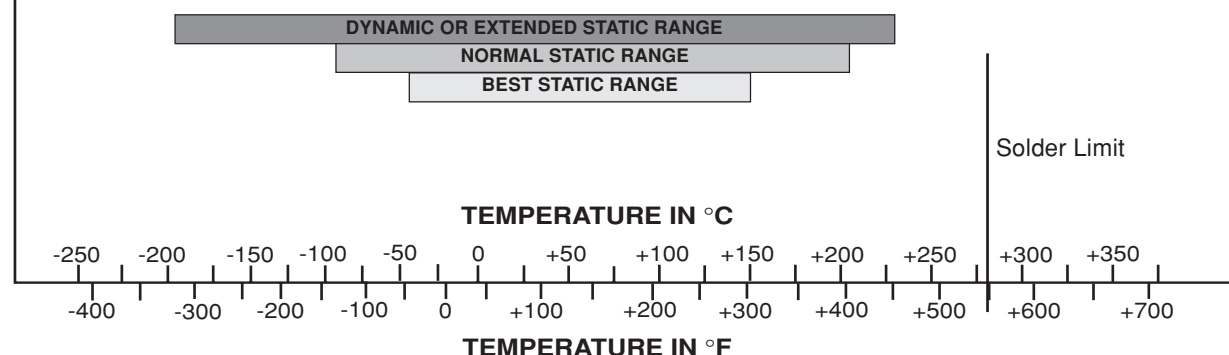 DYNAMIC OR EXTENDED STATIC RANGE
NORMAL STATIC RANGE
BEST STATIC RANGE
Solder Limit
TEMPERATURE IN °C
-250 -200 -150 -100 -50 0 +50 +100 +150 +200 +250 +300 +350
-400 -300 -200 -100 0 +100 +200 +300 +400 +500 +600 +700
TEMPERATURE IN °F